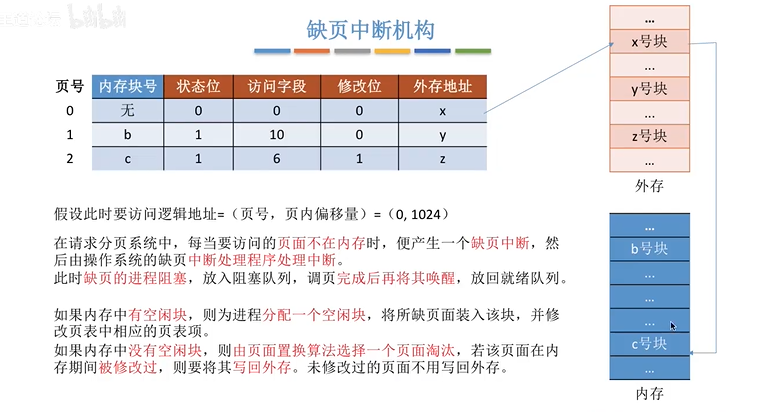 缺页中断机构
页号 内存块号 状态位 访问字段 修改位 外存地址
0 无 0 0 0 x
1 b 1 10 0 y
2 c 1 6 1 z
...
x号块
...
y号块
...
z号块
...
外存
假设此时要访问逻辑地址=（页号，页内偏移量）=（0, 1024）
在请求分页系统中，每当要访问的页面不在内存时，便产生一个缺页中断，然
后由操作系统的缺页中断处理程序处理中断。
此时缺页的进程阻塞，放入阻塞队列，调页完成后再将其唤醒，放回就绪队列。
如果内存中有空闲块，则为进程分配一个空闲块，将所缺页面装入该块，并修
改页表中相应的页表项。
如果内存中没有空闲块，则由页面置换算法选择一个页面淘汰，若该页面在内
存期间被修改过，则要将其写回外存。未修改过的页面不用写回外存。
...
b号块
...
...
...
c号块
...
内存